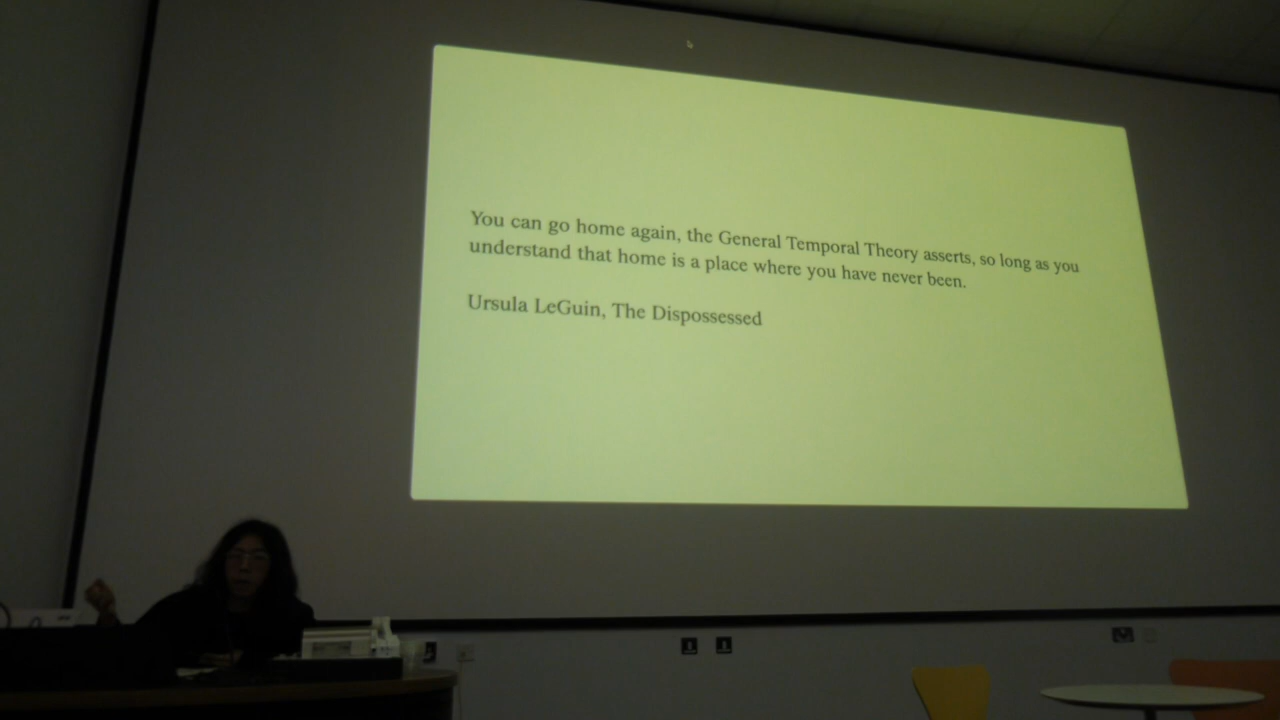 You can go home again, the General Temporal Theory asserts, so long as you
understand that home is a place where you have never been.
Ursula LeGuin, The Dispossessed